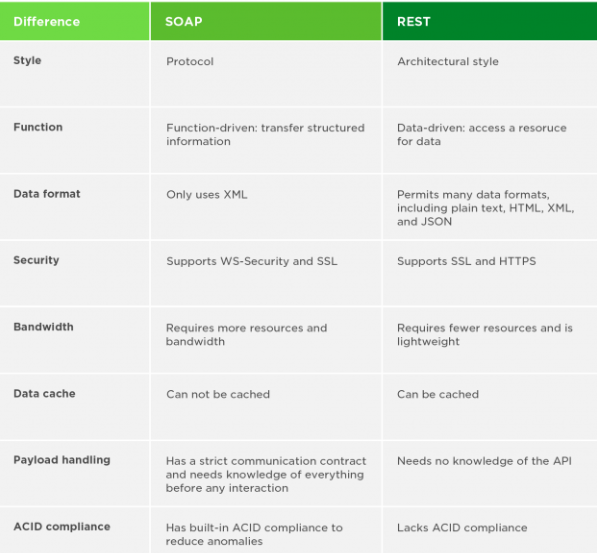 Difference SOAP REST
Style Protocol Architectural style
Function Function-driven: transfer structured information Data-driven: access a resoruce for data
Data format Only uses XML Permits many data formats, including plain text, HTML, XML, and JSON
Security Supports WS-Security and SSL Supports SSL and HTTPS
Bandwidth Requires more resources and bandwidth Requires fewer resources and is lightweight
Data cache Can not be cached Can be cached
Payload handling Has a strict communication contract and needs knowledge of everything before any interaction Needs no knowledge of the API
ACID compliance Has built-in ACID compliance to reduce anomalies Lacks ACID compliance